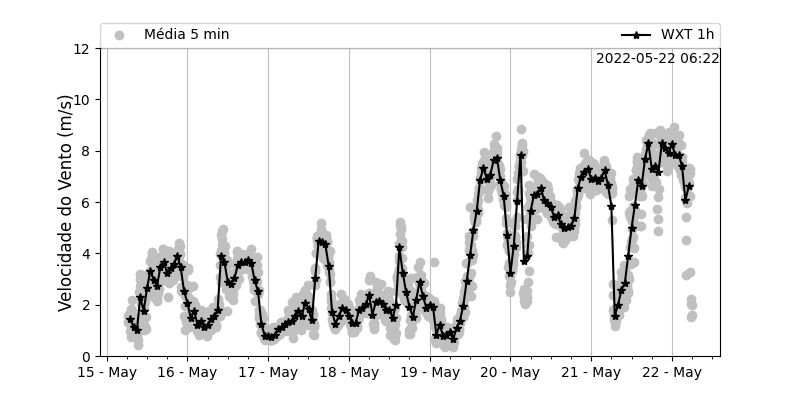 Média 5 min
WXT 1h
2022-05-22 06:22
Velocidade do Vento (m/s)
12
10
8
6
4
2
0
15 - May
16 - May
17 - May
18 - May
19 - May
20 - May
21 - May
22 - May